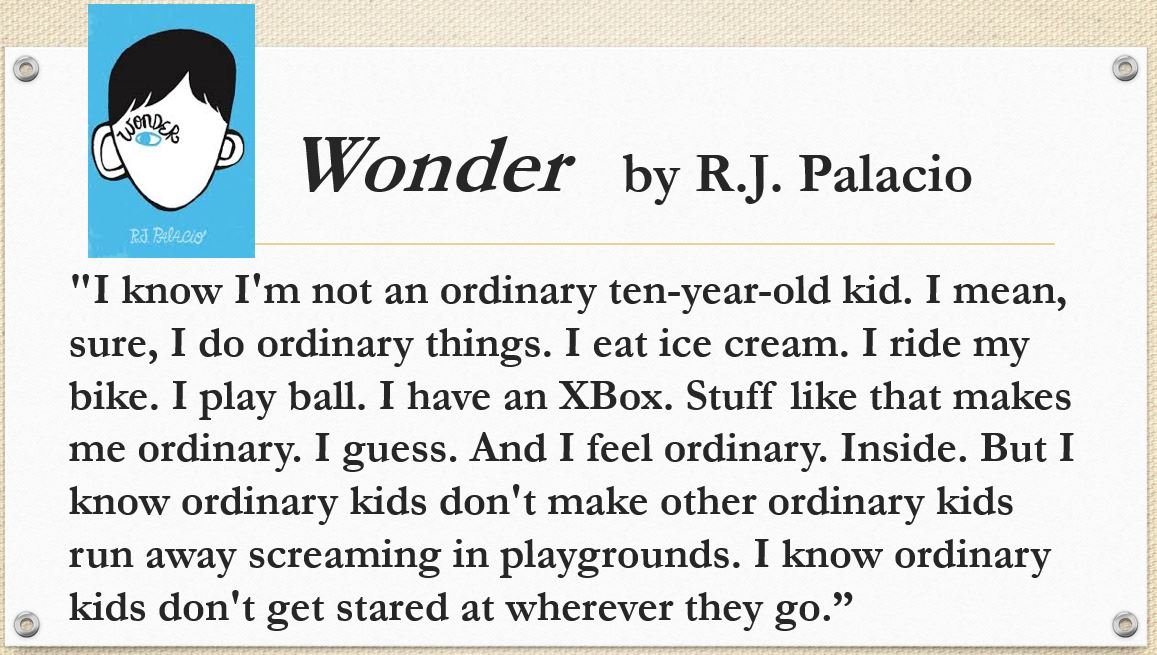 WONDER
R.J. PALACIO
Wonder by R.J. Palacio
"I know I'm not an ordinary ten-year-old kid. I mean,
sure, I do ordinary things. I eat ice cream. I ride my
bike. I play ball. I have an XBox. Stuff like that makes
me ordinary. I guess. And I feel ordinary. Inside. But I
know ordinary kids don't make other ordinary kids
run away screaming in playgrounds. I know ordinary
kids don't get stared at wherever they go.”